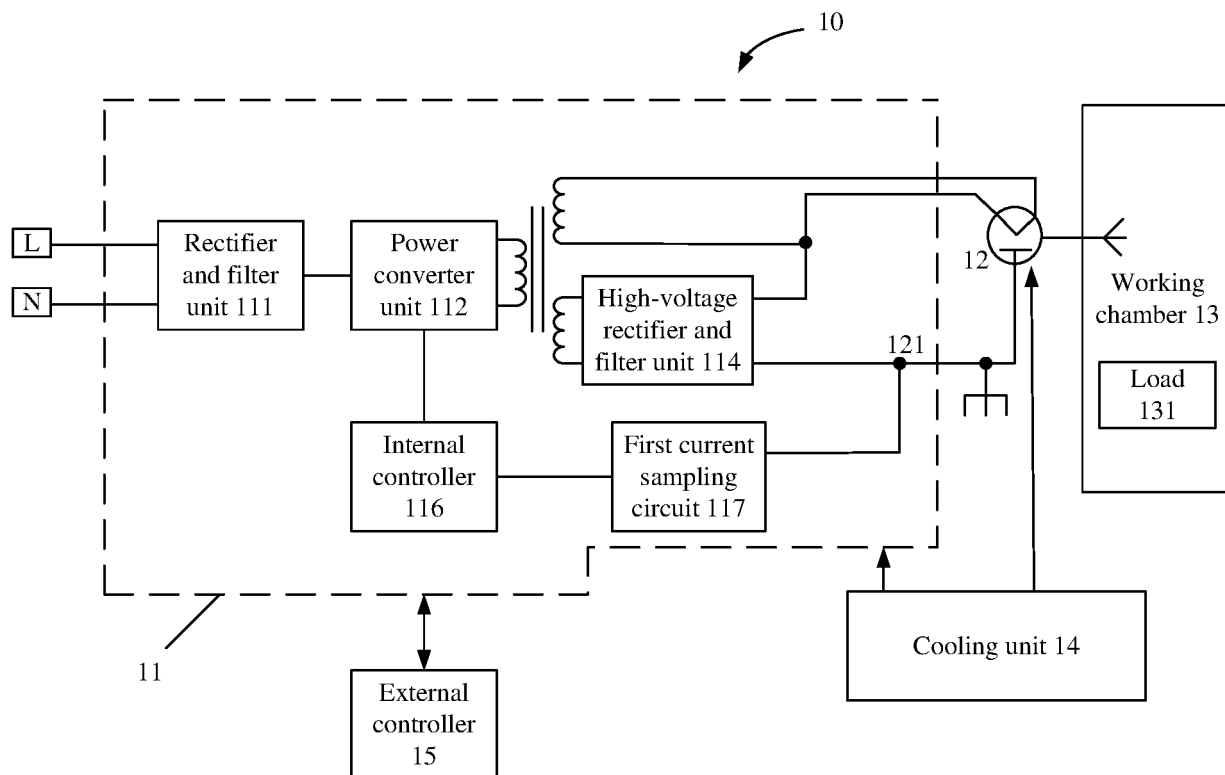 10
L
N
Rectifier
and filter
unit 111
Power
converter
unit 112
High-voltage
rectifier and
filter unit 114
12
121
Working
chamber 13
Load
131
Internal
controller
116
First current
sampling
circuit 117
11
External
controller
15
Cooling unit 14